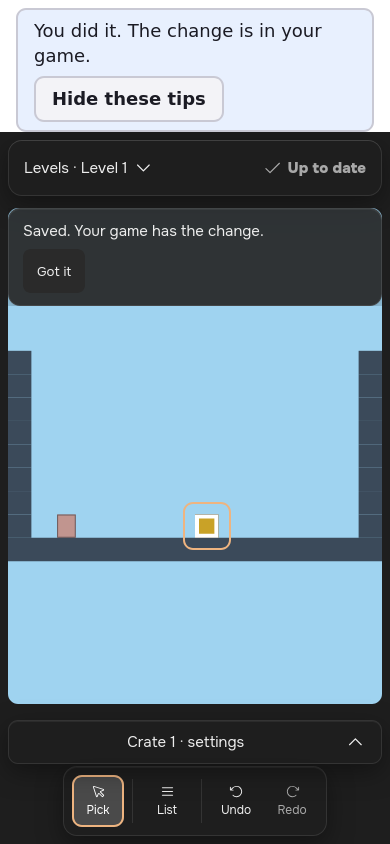 You did it. The change is in your
game.
Hide these tips
Levels · Level 1
Up to date
Saved. Your game has the change.
Got it
Crate 1 · settings
Pick
List
Undo
Redo